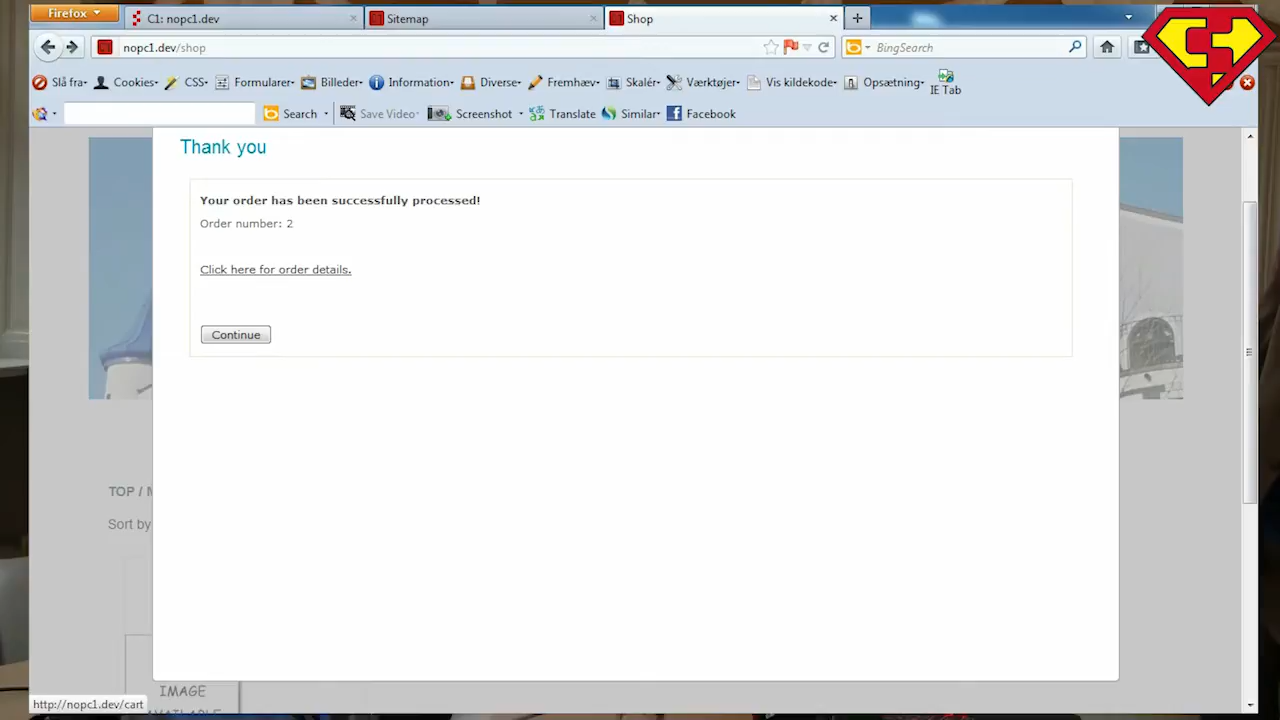 Firefox
C1: nopc1.dev
Sitemap
Shop
nopc1.dev/shop
BingSearch
Slå fra
Cookies
CSS
Formularer
Billeder
Information
Diverse
Fremhæv
Skalér
Værktøjer
Vis kildekode
Opsætning
IE Tab
Search
Save Video
Screenshot
Translate
Similar
Facebook
Thank you
Your order has been successfully processed!
Order number: 2
Click here for order details.
Continue
TOP /
Sort by
IMAGE
http://nopc1.dev/cart